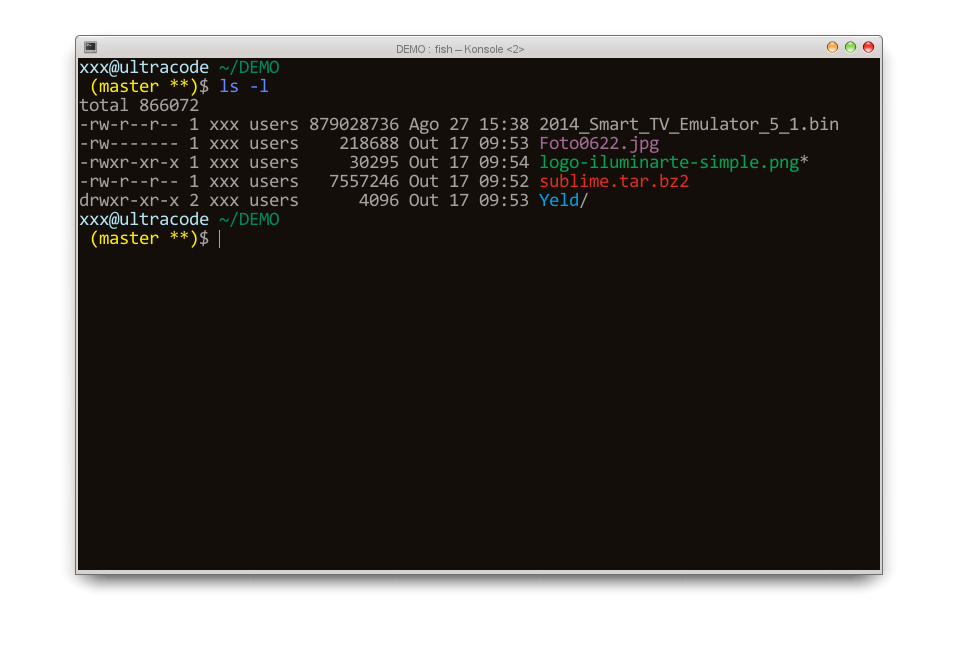 DEMO : fish – Konsole <2>
xxx@ultracode ~/DEMO
 (master **)$ ls -l
total 866072
-rw-r--r-- 1 xxx users 879028736 Ago 27 15:38 2014_Smart_TV_Emulator_5_1.bin
-rw------- 1 xxx users    218688 Out 17 09:53 Foto0622.jpg
-rwxr-xr-x 1 xxx users     30295 Out 17 09:54 logo-iluminarte-simple.png*
-rw-r--r-- 1 xxx users   7557246 Out 17 09:52 sublime.tar.bz2
drwxr-xr-x 2 xxx users      4096 Out 17 09:53 Yeld/
xxx@ultracode ~/DEMO
 (master **)$